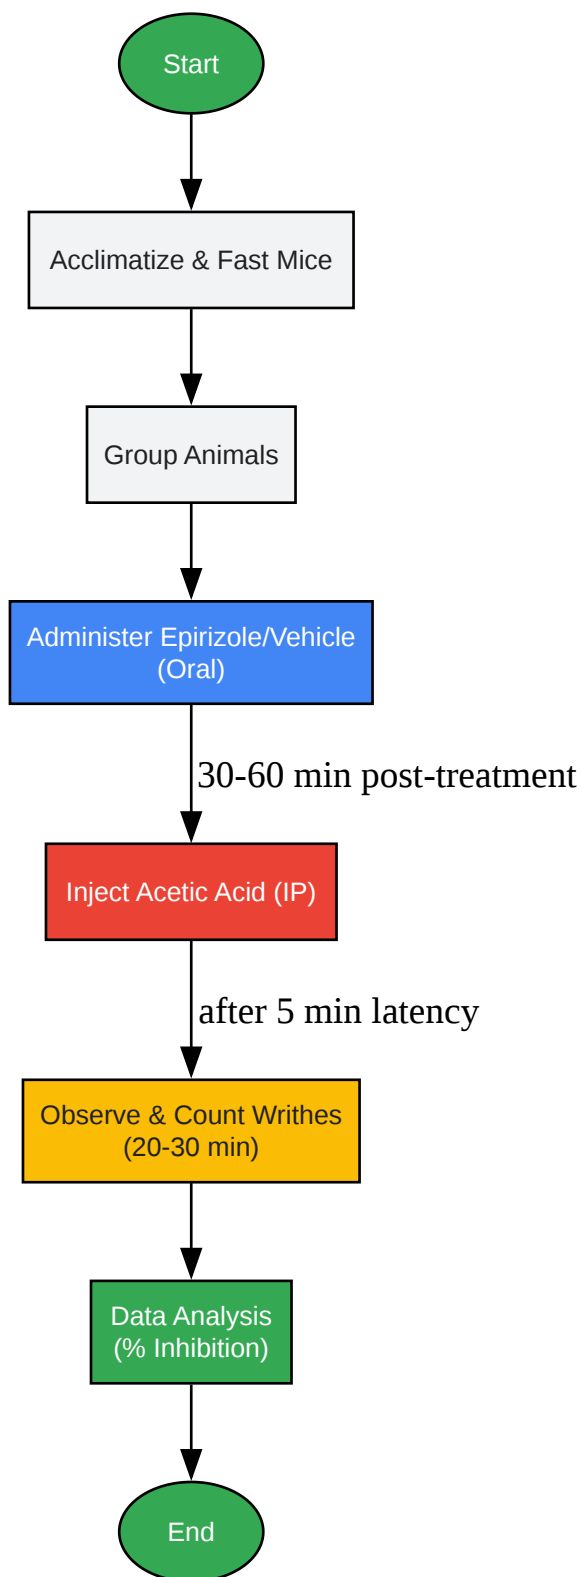 Start
Acclimatize & Fast Mice
Group Animals
Administer Epirizole/Vehicle
(Oral)
30-60 min post-treatment
Inject Acetic Acid (IP)
after 5 min latency
Observe & Count Writhes
(20-30 min)
Data Analysis
(% Inhibition)
End